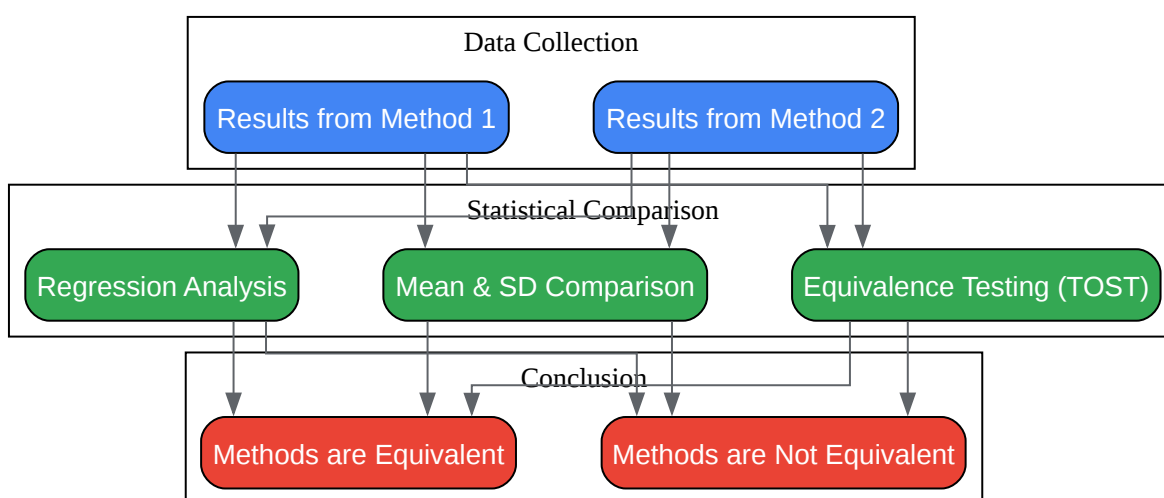 Data Collection
Results from Method 1
Results from Method 2
Statistical Comparison
Regression Analysis
Mean & SD Comparison
Equivalence Testing (TOST)
Conclusion
Methods are Equivalent
Methods are Not Equivalent